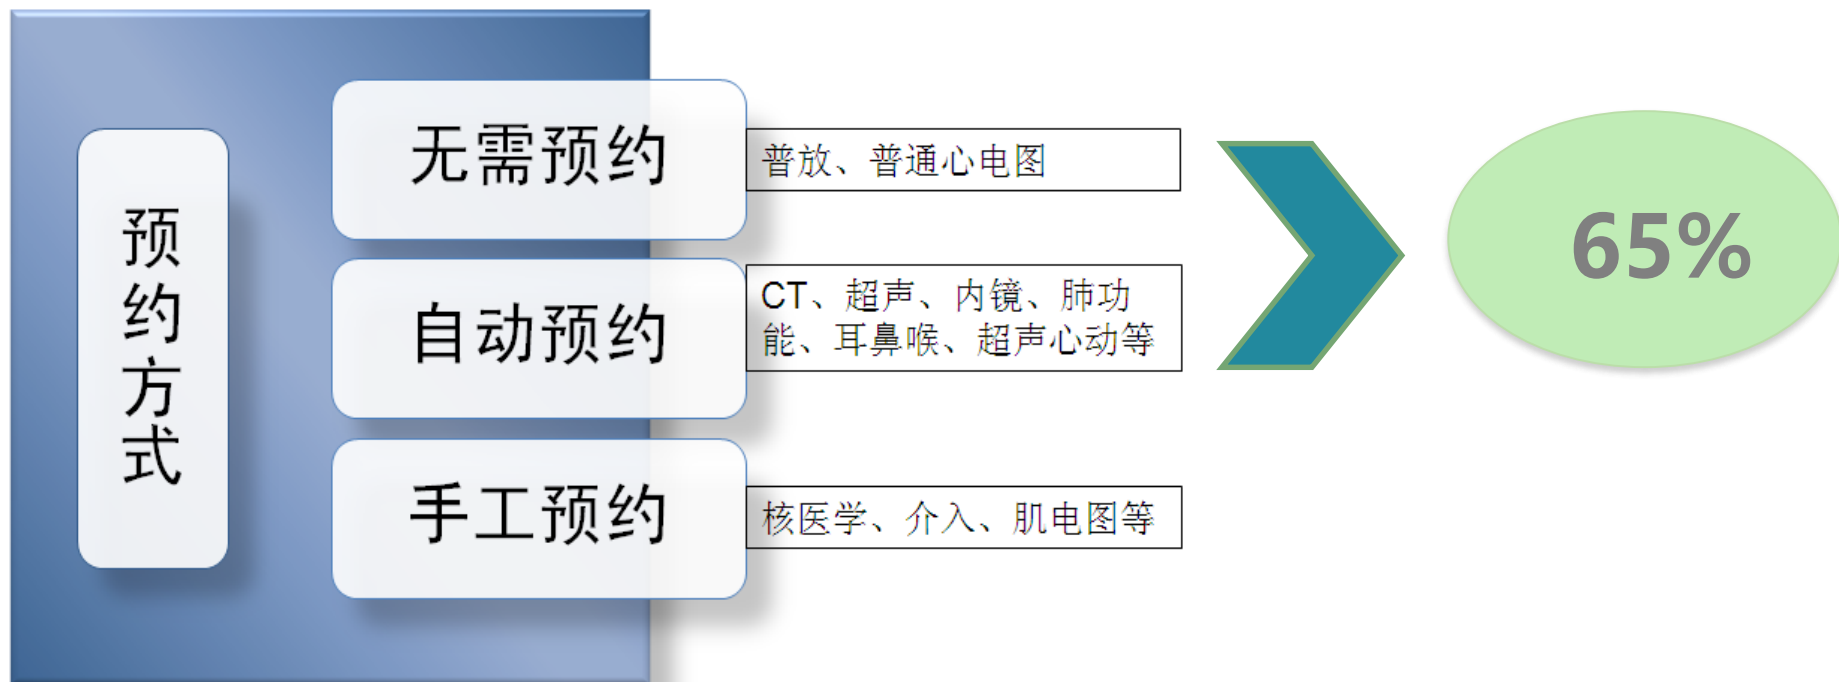 预约方式
无需预约
普放、普通心电图
自动预约
CT、超声、内镜、肺功
能、耳鼻喉、超声心动等
手工预约
核医学、介入、肌电图等
65%